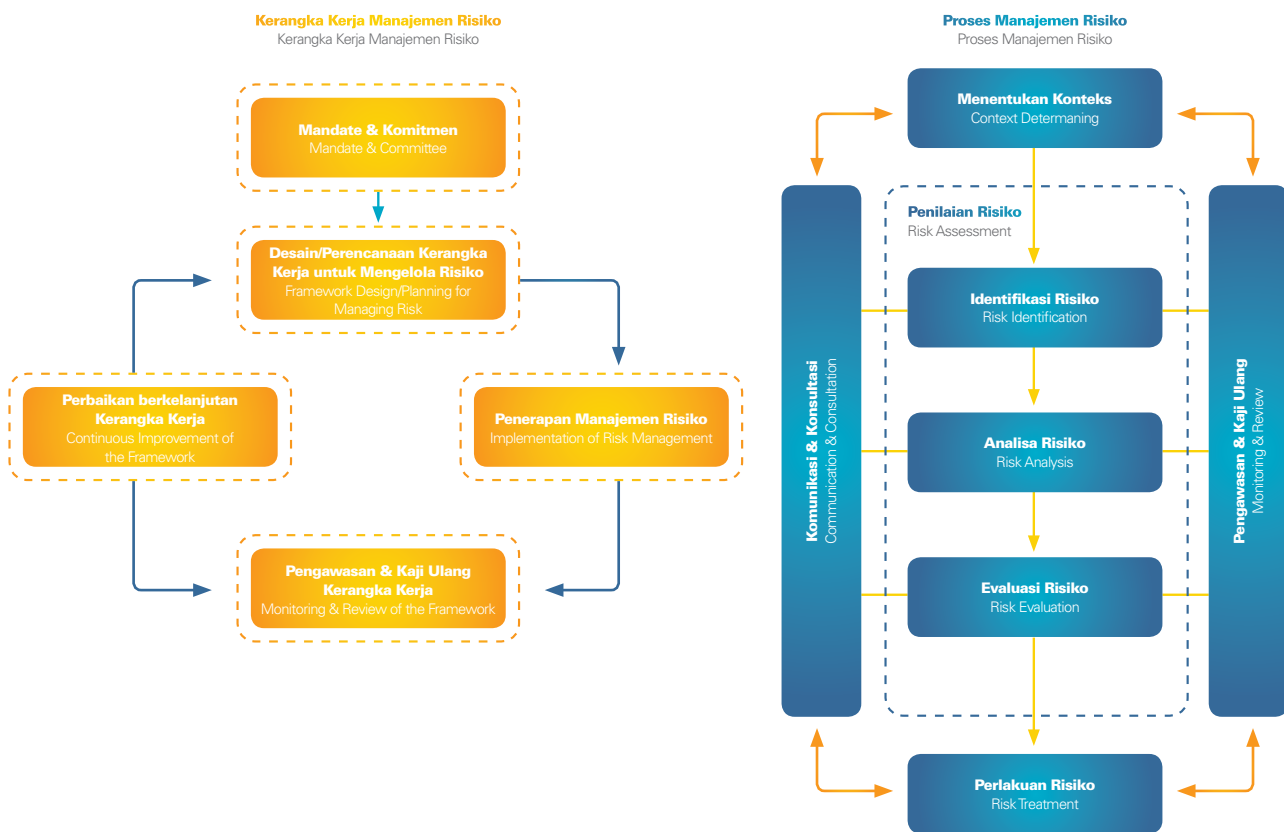 Kerangka Kerja Manajemen Risiko
Kerangka Kerja Manajemen Risiko
Mandate & Komitmen
Mandate & Committee
Desain/Perencanaan Kerangka
Kerja untuk Mengelola Risiko
Framework Design/Planning for
Managing Risk
Perbaikan berkelanjutan
Kerangka Kerja
Continuous Improvement of
the Framework
Penerapan Manajemen Risiko
Implementation of Risk Management
Pengawasan & Kaji Ulang
Kerangka Kerja
Monitoring & Review of the Framework
Proses Manajemen Risiko
Proses Manajemen Risiko
Menentukan Konteks
Context Determaning
Komunikasi & Konsultasi
Communication & Consultation
Penilaian Risiko
Risk Assessment
Identifikasi Risiko
Risk Identification
Analisa Risiko
Risk Analysis
Evaluasi Risiko
Risk Evaluation
Pengawasan & Kaji Ulang
Monitoring & Review
Perlakuan Risiko
Risk Treatment